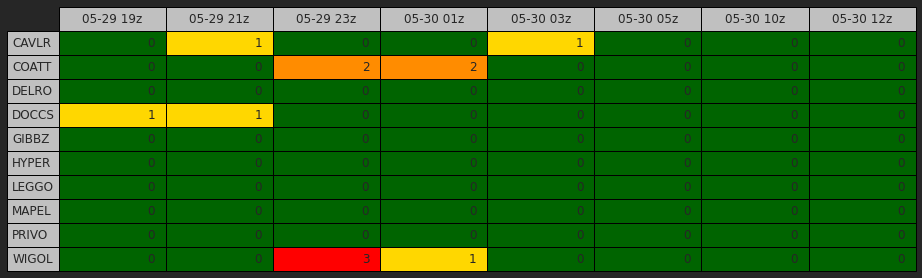 05-29 19z 05-29 21z 05-29 23z 05-30 01z 05-30 03z 05-30 05z 05-30 10z 05-30 12z
CAVLR 0 1 0 0 1 0 0 0
COATT 0 0 2 2 0 0 0 0
DELRO 0 0 0 0 0 0 0 0
DOCCS 1 1 0 0 0 0 0 0
GIBBZ 0 0 0 0 0 0 0 0
HYPER 0 0 0 0 0 0 0 0
LEGGO 0 0 0 0 0 0 0 0
MAPEL 0 0 0 0 0 0 0 0
PRIVO 0 0 0 0 0 0 0 0
WIGOL 0 0 3 1 0 0 0 0